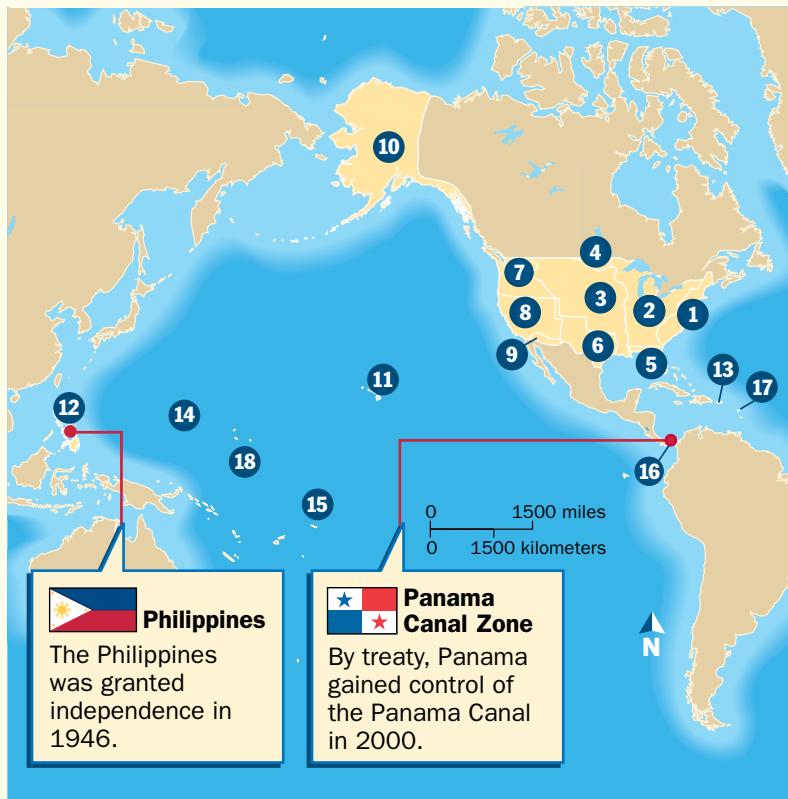 10
4
7
3
2
1
8
6
9
5
11
13
17
12
14
18
16
15
0 1500 miles
0 1500 kilometers
N
Philippines
The Philippines
was granted
independence in
1946.
Panama
Canal Zone
By treaty, Panama
gained control of
the Panama Canal
in 2000.